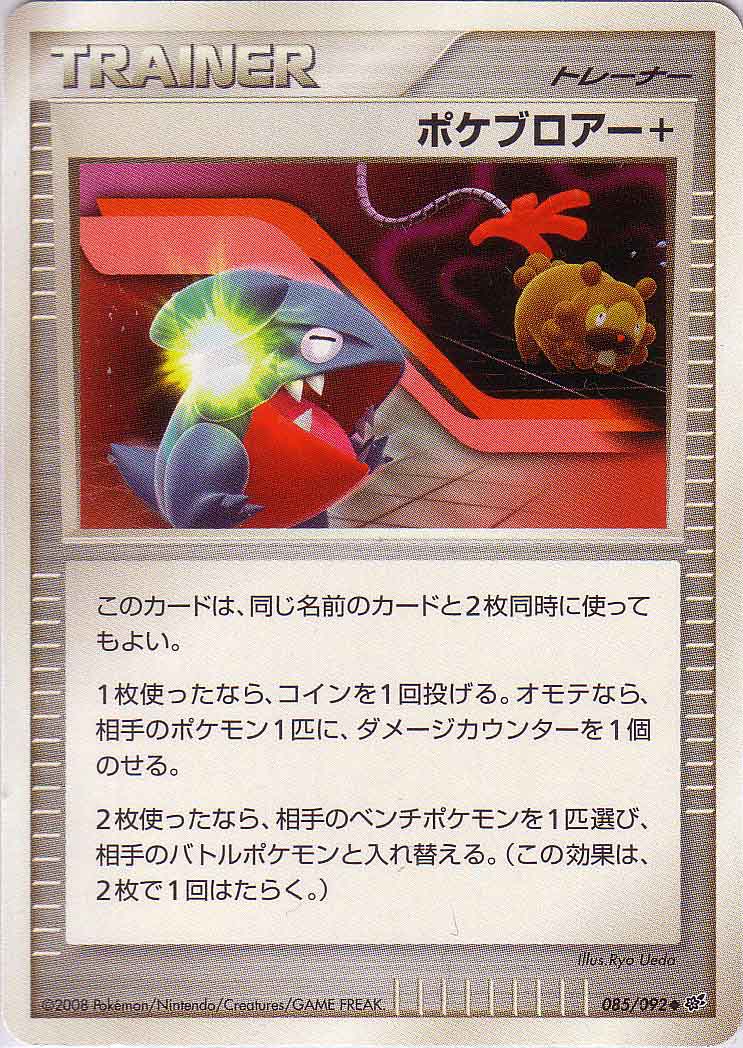 TRAINER
トレーナー
ポケブロアー＋
このカードは、同じ名前のカードと2枚同時に使って
もよい。
1枚使ったなら、コインを1回投げる。オモテなら、
相手のポケモン1匹に、ダメージカウンターを1個
のせる。
2枚使ったなら、相手のベンチポケモンを1匹選び、
相手のバトルポケモンと入れ替える。（この効果は、
2枚で1回はたらく。）
Illus.Ryo Ueda
©2008 Pokémon/Nintendo/Creatures/GAME FREAK.
085/092◆